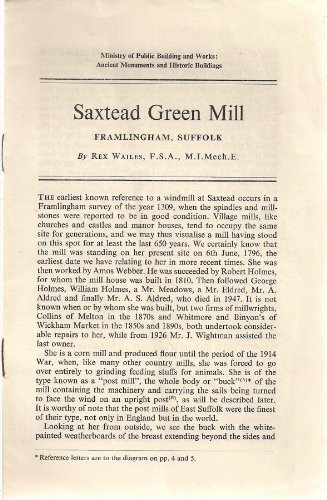 Ministry of Public Building and Works:
Ancient Monuments and Historic Buildings
Saxtead Green Mill
FRAMLINGHAM, SUFFOLK
By REX WAILES, F.S.A., M.I.Mech.E.
THE earliest known reference to a windmill at Saxtead occurs in a
Framlingham survey of the year 1309, when the spindles and mill-
stones were reported to be in good condition. Village mills, like
churches and castles and manor houses, tend to occupy the same
site for generations, and we may thus visualise a mill having stood
on this spot for at least the last 650 years. We certainly know that
the mill was standing on her present site on 6th June, 1796, the
earliest date we have relating to her in more recent times. She was
then worked by Amos Webber. He was succeeded by Robert Holmes,
for whom the mill house was built in 1810. Then followed George
Holmes, William Holmes, a Mr. Meadows, a Mr. Eldred, Mr. A.
Aldred and finally Mr. A. S. Aldred, who died in 1947. It is not
known when or by whom she was built, but two firms of millwrights,
Collins of Melton in the 1870s and Whitmore and Binyon's of
Wickham Market in the 1850s and 1890s, both undertook consider-
able repairs to her, while from 1926 Mr. J. Wightman assisted the
last owner.
She is a corn mill and produced flour until the period of the 1914
War, when, like many other country mills, she was forced to go
over entirely to grinding feeding stuffs for animals. She is of the
type known as a "post mill", the whole body or "buck" of
the mill containing the machinery and carrying the sails being turned
to face the wind on an upright post, as will be described later.
It is worthy of note that the post mills of East Suffolk were the finest
of their type, not only in England but in the world.
Looking at her from outside, we see the buck with the white-
painted weatherboards of the breast extending beyond the sides and
* Reference letters are to the diagram on pp. 4 and 5.